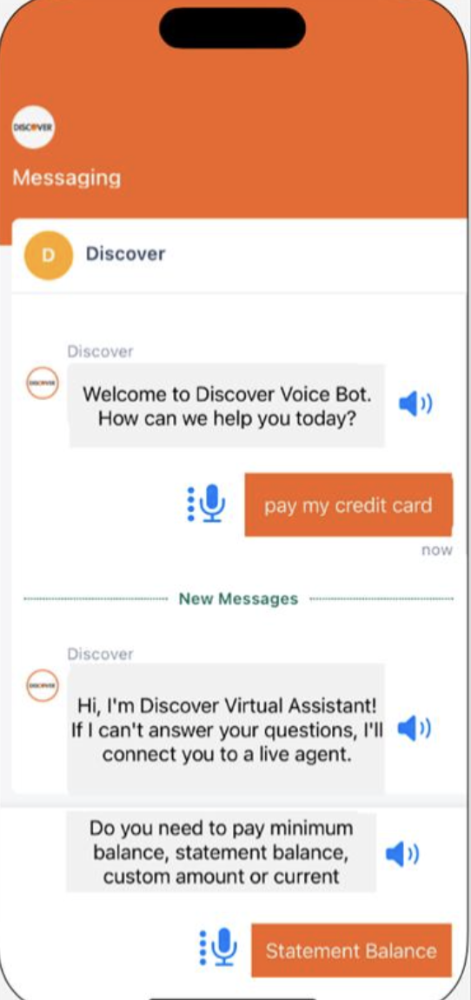 DISCOVER
Messaging
D
Discover
Discover
DISCOVER
Welcome to Discover Voice Bot.
How can we help you today?
pay my credit card
now
New Messages
Discover
DISCOVER
Hi, I'm Discover Virtual Assistant!
If I can't answer your questions, I'll
connect you to a live agent.
Do you need to pay minimum
balance, statement balance,
custom amount or current
Statement Balance